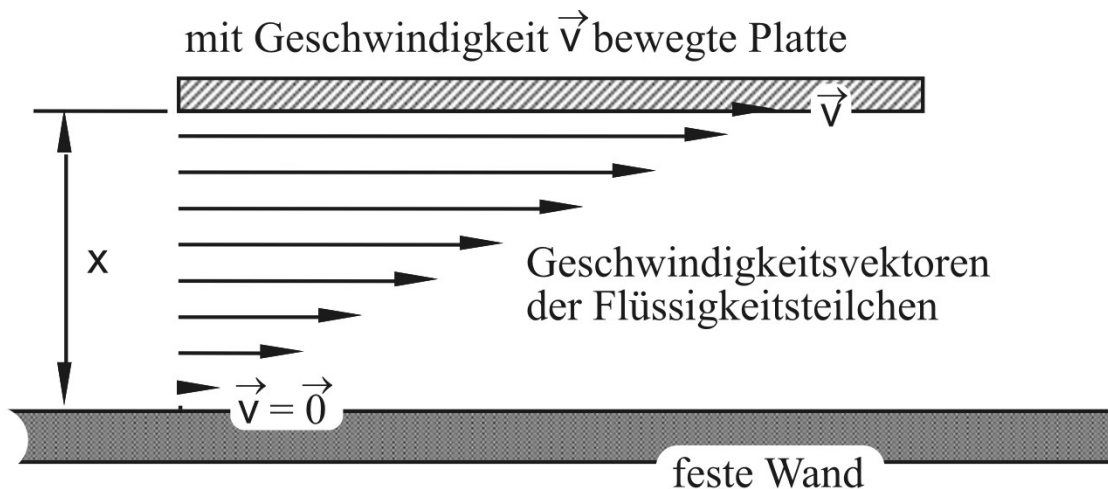 mit Geschwindigkeit v⃗ bewegte Platte
v⃗
x
Geschwindigkeitsvektoren
der Flüssigkeitsteilchen
v⃗ = 0⃗
feste Wand